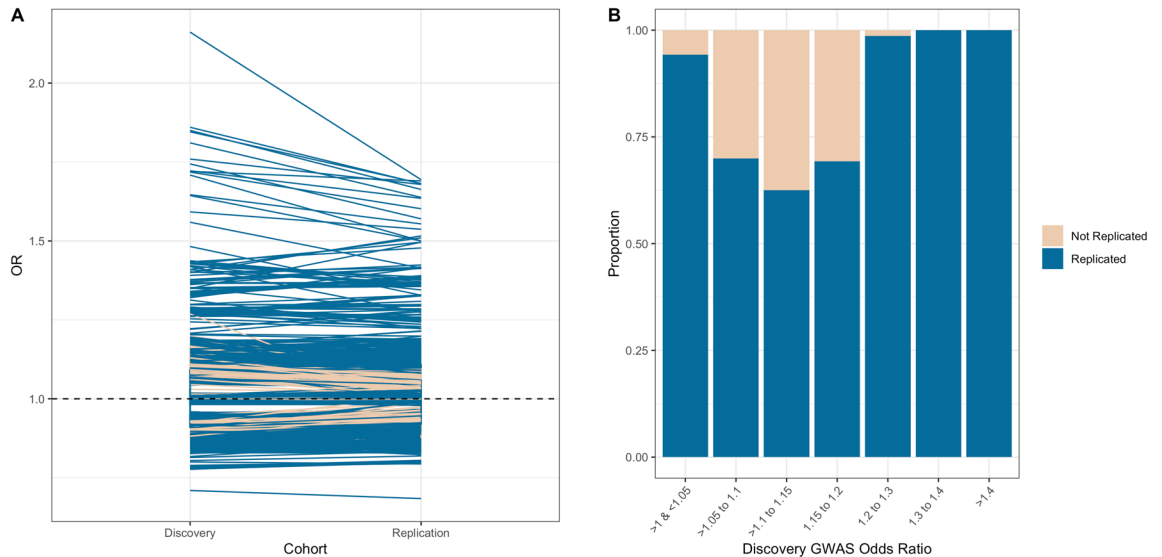 A
OR
2.0
1.5
1.0
Discovery
Replication
Cohort
B
Proportion
1.00
0.75
0.50
0.25
0.00
>1 & <1.05
>1.05 to 1.1
>1.1 to 1.15
1.15 to 1.2
1.2 to 1.3
1.3 to 1.4
>1.4
Discovery GWAS Odds Ratio
Not Replicated
Replicated